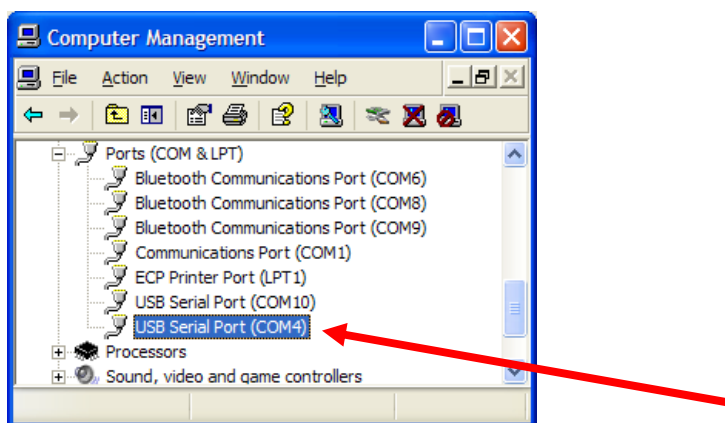 Computer Management
File Action View Window Help
Ports (COM & LPT)
Bluetooth Communications Port (COM6)
Bluetooth Communications Port (COM8)
Bluetooth Communications Port (COM9)
Communications Port (COM1)
ECP Printer Port (LPT1)
USB Serial Port (COM10)
USB Serial Port (COM4)
Processors
Sound, video and game controllers